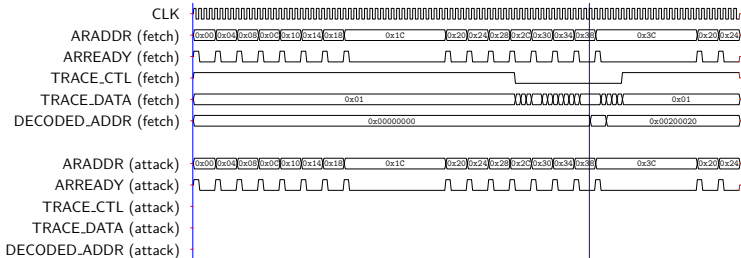 CLK
ARADDR (fetch) 0x00 0x04 0x08 0x0C 0x10 0x14 0x18 0x1C 0x20 0x24 0x28 0x2C 0x30 0x34 0x38 0x3C 0x20 0x24
ARREADY (fetch)
TRACE_CTL (fetch)
TRACE_DATA (fetch) 0x01 0x01
DECODED_ADDR (fetch) 0x00000000 0x00200020
ARADDR (attack) 0x00 0x04 0x08 0x0C 0x10 0x14 0x18 0x1C 0x20 0x24 0x28 0x2C 0x30 0x34 0x38 0x3C 0x20 0x24
ARREADY (attack)
TRACE_CTL (attack)
TRACE_DATA (attack)
DECODED_ADDR (attack)